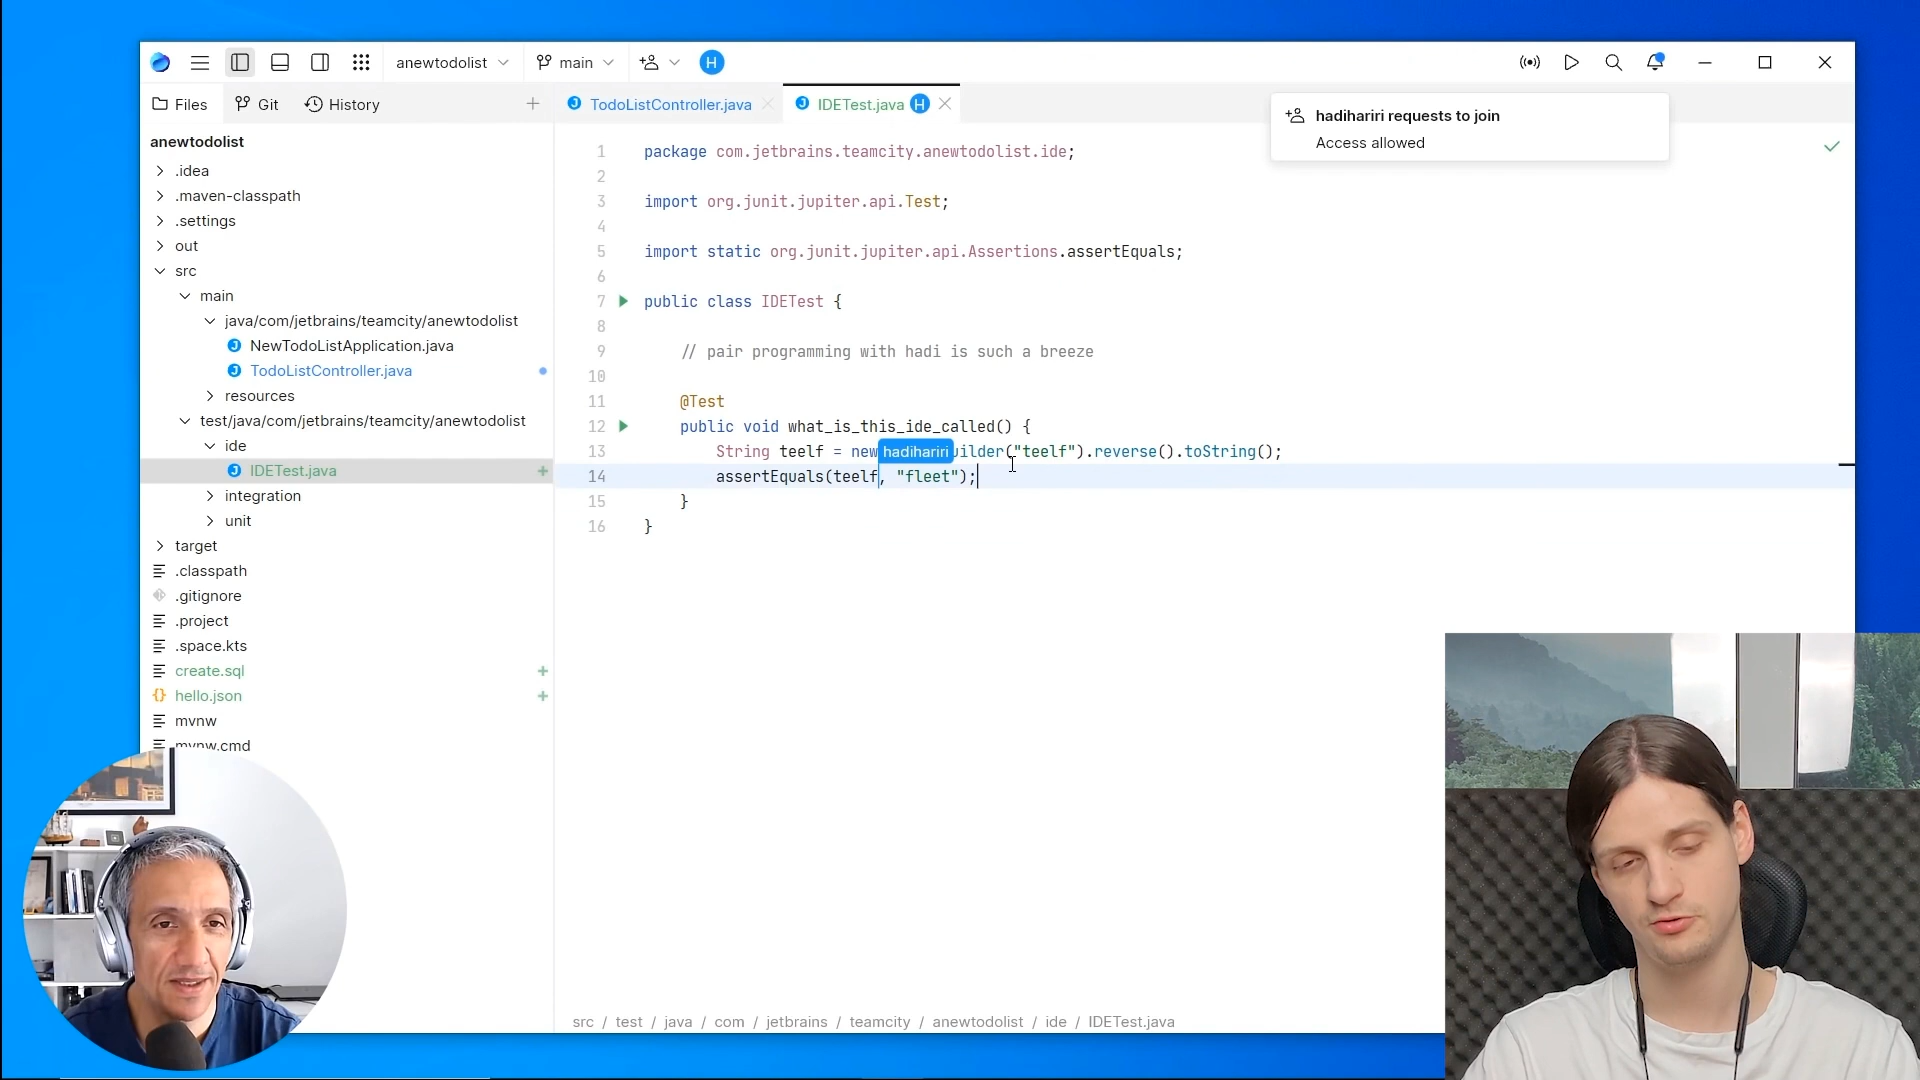 anewtodolist
main
H
Files
Git
History
TodoListController.java
IDETest.java
H
hadihariri requests to join
Access allowed
anewtodolist
.idea
.maven-classpath
.settings
out
src
main
java/com/jetbrains/teamcity/anewtodolist
NewTodoListApplication.java
TodoListController.java
resources
test/java/com/jetbrains/teamcity/anewtodolist
ide
IDETest.java
integration
unit
target
.classpath
.gitignore
.project
.space.kts
create.sql
hello.json
mvnw
mvnw.cmd
1 package com.jetbrains.teamcity.anewtodolist.ide;
2
3 import org.junit.jupiter.api.Test;
4
5 import static org.junit.jupiter.api.Assertions.assertEquals;
6
7 public class IDETest {
8
9 // pair programming with hadi is such a breeze
10
11 @Test
12 public void what_is_this_ide_called() {
13 String teelf = new hadihariri uilder("teelf").reverse().toString();
14 assertEquals(teelf, "fleet");
15 }
16 }
src / test / java / com / jetbrains / teamcity / anewtodolist / ide / IDETest.java